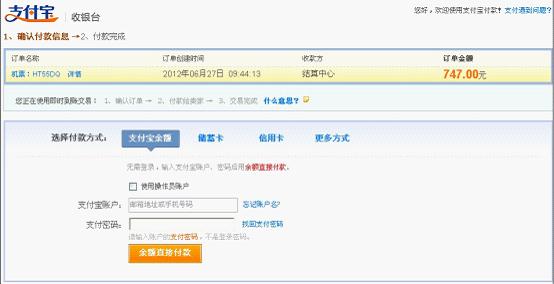 支付宝 收银台
您好，欢迎使用支付宝付款！支付遇到问题？
1、确认付款信息 →2、付款完成
订单名称 订单创建时间 收款方 订单金额
机票：HT55DQ 详情 2012年06月27日 09:44:13 结算中心 747.00元
您正在使用即时到账交易： 1、确认订单 → 2、付款给卖家 → 3、交易完成 什么意思？
选择付款方式： 支付宝余额 储蓄卡 信用卡 更多方式
无需登录，输入支付宝账户、密码后用余额直接付款。
使用操作员账户
支付宝账户： 邮箱地址或手机号码 忘记账户名?
支付密码： 找回支付密码
请输入账户的支付密码，不是登录密码。
余额直接付款